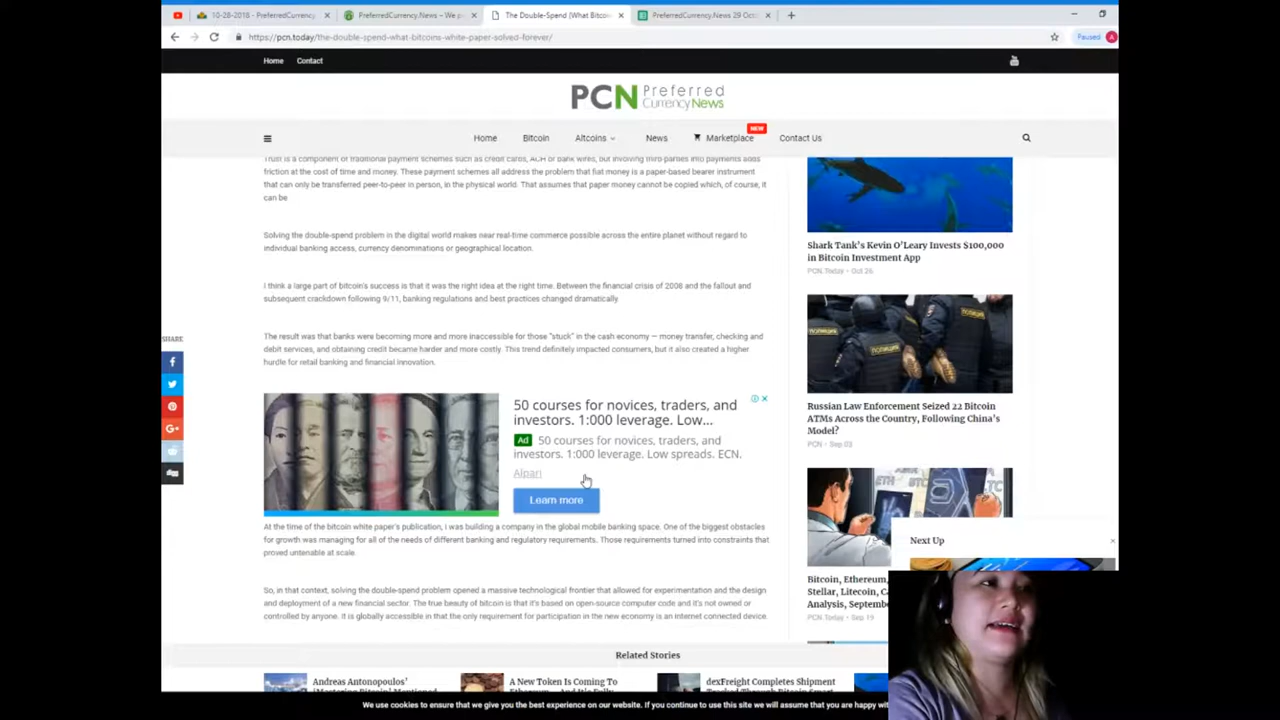 10-28-2018 - PreferredCurrency
PreferredCurrency.News – We p
The Double-Spend (What Bitcoin
PreferredCurrency.News 29 Oct
https://pcn.today/the-double-spend-what-bitcoins-white-paper-solved-forever/
Paused
A
Home
Contact
PCN Preferred
CurrencyNews
NEW
Home
Bitcoin
Altcoins
News
Marketplace
Contact Us
Trust is a component of traditional payment schemes such as credit cards, ACH or bank wires, but involving third-parties into payments adds
friction at the cost of time and money. These payment schemes all address the problem that fiat money is a paper-based bearer instrument
that can only be transferred peer-to-peer in person, in the physical world. That assumes that paper money cannot be copied which, of course, it
can be
Solving the double-spend problem in the digital world makes near real-time commerce possible across the entire planet without regard to
individual banking access, currency denominations or geographical location.
I think a large part of bitcoin's success is that it was the right idea at the right time. Between the financial crisis of 2008 and the fallout and
subsequent crackdown following 9/11, banking regulations and best practices changed dramatically.
The result was that banks were becoming more and more inaccessible for those "stuck" in the cash economy — money transfer, checking and
debit services, and obtaining credit became harder and more costly. This trend definitely impacted consumers, but it also created a higher
hurdle for retail banking and financial innovation.
SHARE
50 courses for novices, traders, and
investors. 1:000 leverage. Low...
Ad 50 courses for novices, traders, and
investors. 1:000 leverage. Low spreads. ECN.
Alpari
Learn more
At the time of the bitcoin white paper's publication, i was building a company in the global mobile banking space. One of the biggest obstacles
for growth was managing for all of the needs of different banking and regulatory requirements. Those requirements turned into constraints that
proved untenable at scale.
So, in that context, solving the double-spend problem opened a massive technological frontier that allowed for experimentation and the design
and deployment of a new financial sector. The true beauty of bitcoin is that it's based on open-source computer code and it's not owned or
controlled by anyone. It is globally accessible in that the only requirement for participation in the new economy is an internet connected device.
Shark Tank's Kevin O'Leary Invests $100,000
in Bitcoin Investment App
PCN.Today - Oct 26
ПОЛИЦИЯ
ПОЛИЦИЯ
Russian Law Enforcement Seized 22 Bitcoin
ATMs Across the Country, Following China's
Model?
PCN - Sep 03
Next Up
Bitcoin, Ethereum,
Stellar, Litecoin, Ca
Analysis, September
PCN.Today - Sep 19
Related Stories
Andreas Antonopoulos'
'Mastering Bitcoin' Mentioned
A New Token Is Coming To
Ethereum – And It's Fully
dexFreight Completes Shipment
Tracked Through Bitcoin Smart
We use cookies to ensure that we give you the best experience on our website. If you continue to use this site we will assume that you are happy wi